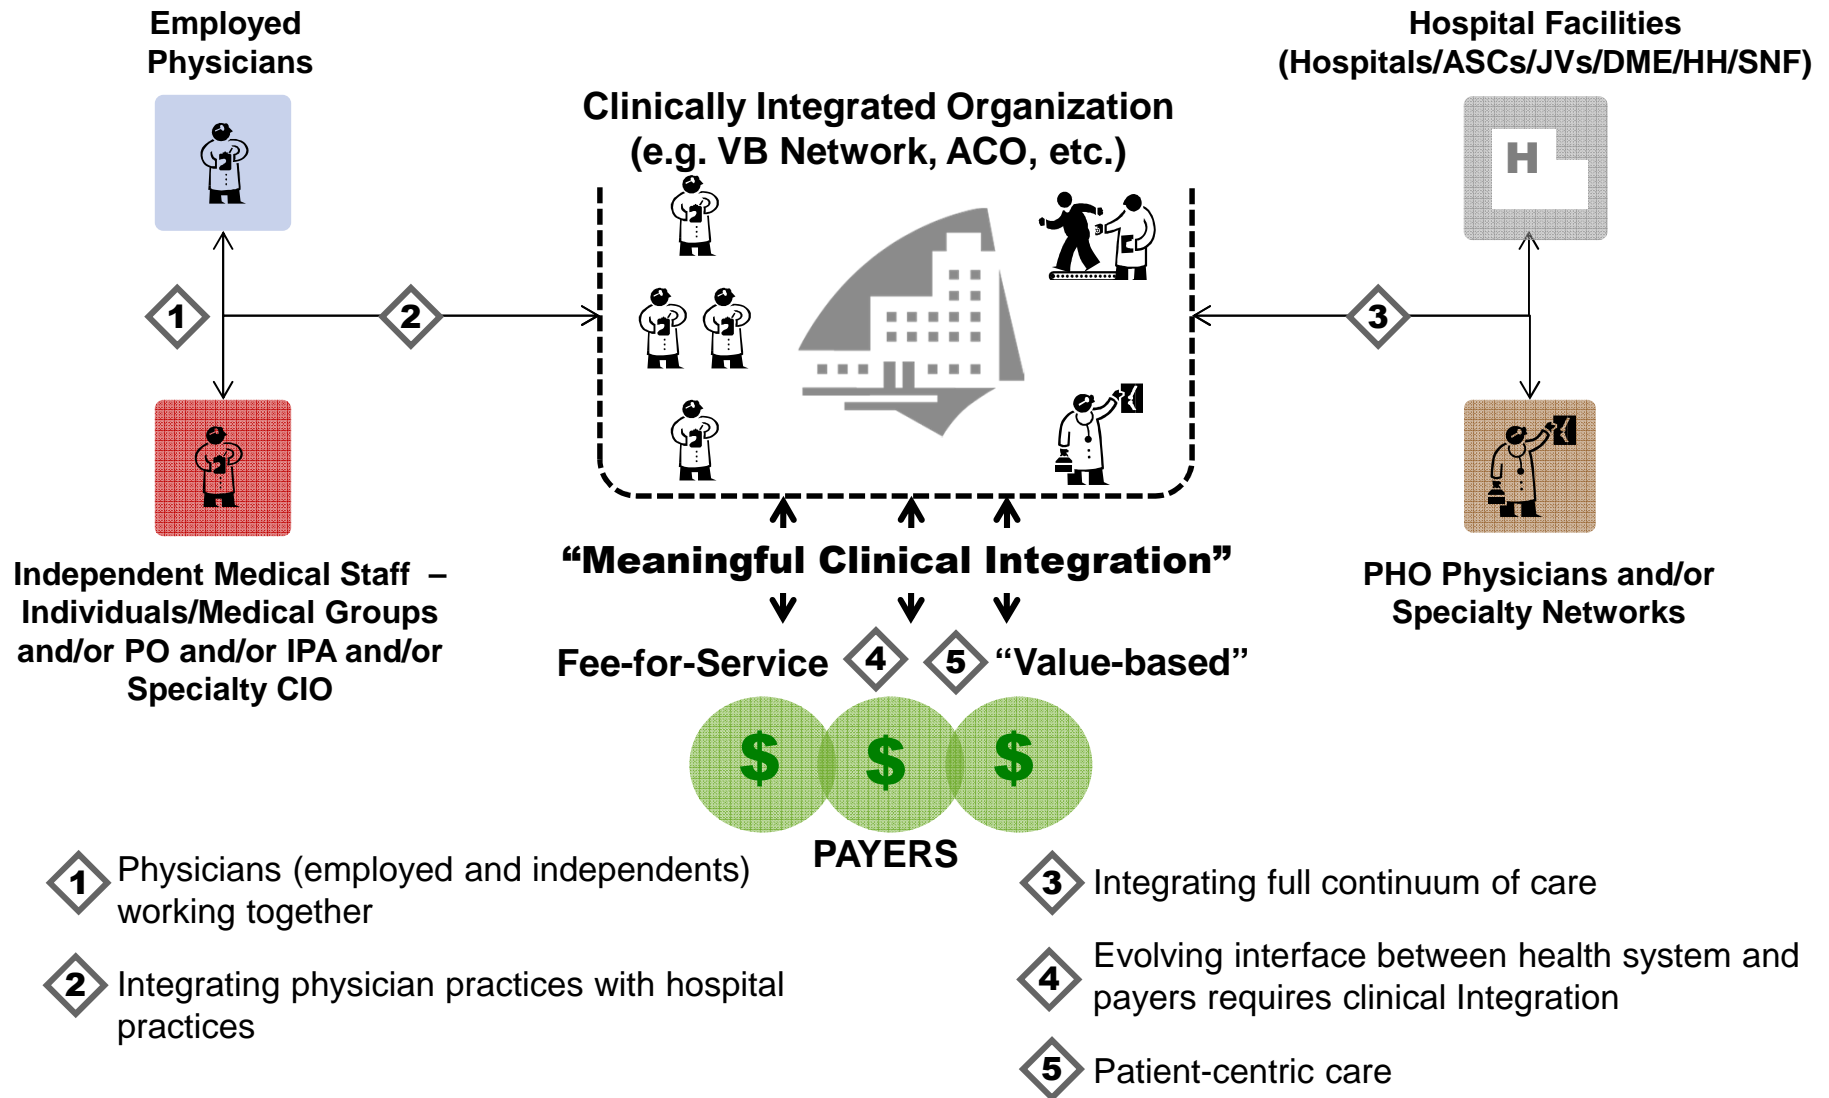 Employed
Physicians
Hospital Facilities
(Hospitals/ASCs/JVs/DME/HH/SNF)
Clinically Integrated Organization
(e.g. VB Network, ACO, etc.)
H
1
2
3
Independent Medical Staff –
Individuals/Medical Groups
and/or PO and/or IPA and/or
Specialty CIO
“Meaningful Clinical Integration”
PHO Physicians and/or
Specialty Networks
Fee-for-Service 4 5 “Value-based”
$ $ $
PAYERS
1 Physicians (employed and independents)
working together
2 Integrating physician practices with hospital
practices
3 Integrating full continuum of care
4 Evolving interface between health system and
payers requires clinical Integration
5 Patient-centric care